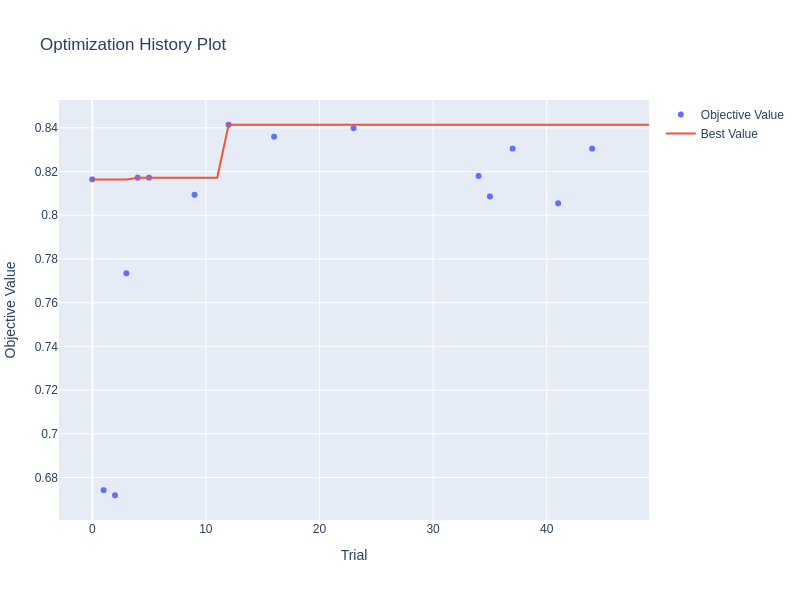 Optimization History Plot
Objective Value
Best Value
0.84
0.82
0.8
0.78
0.76
0.74
0.72
0.7
0.68
Objective Value
0
10
20
30
40
Trial